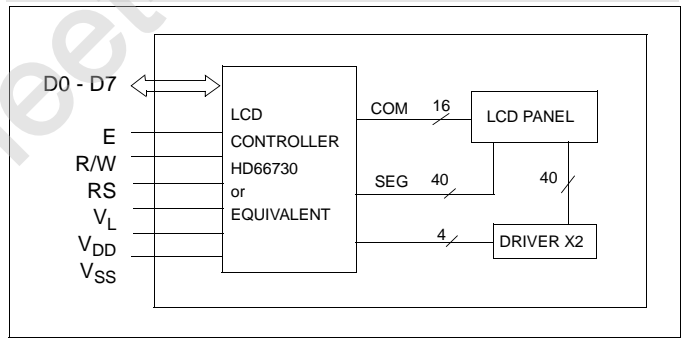 D0 - D7
E
R/W
RS
VL
VDD
VSS
LCD
CONTROLLER
HD66730
or
EQUIVALENT
COM 16
SEG 40
4
LCD PANEL
40
DRIVER X2